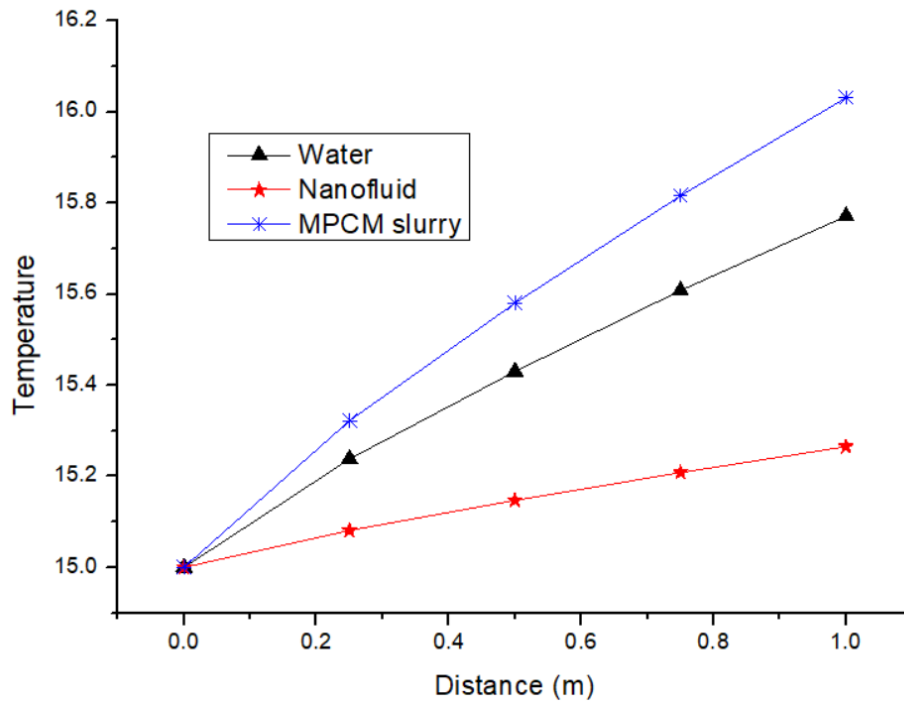 16.2
16.0
15.8
15.6
15.4
15.2
15.0
Temperature
Water
Nanofluid
MPCM slurry
0.0 0.2 0.4 0.6 0.8 1.0
Distance (m)